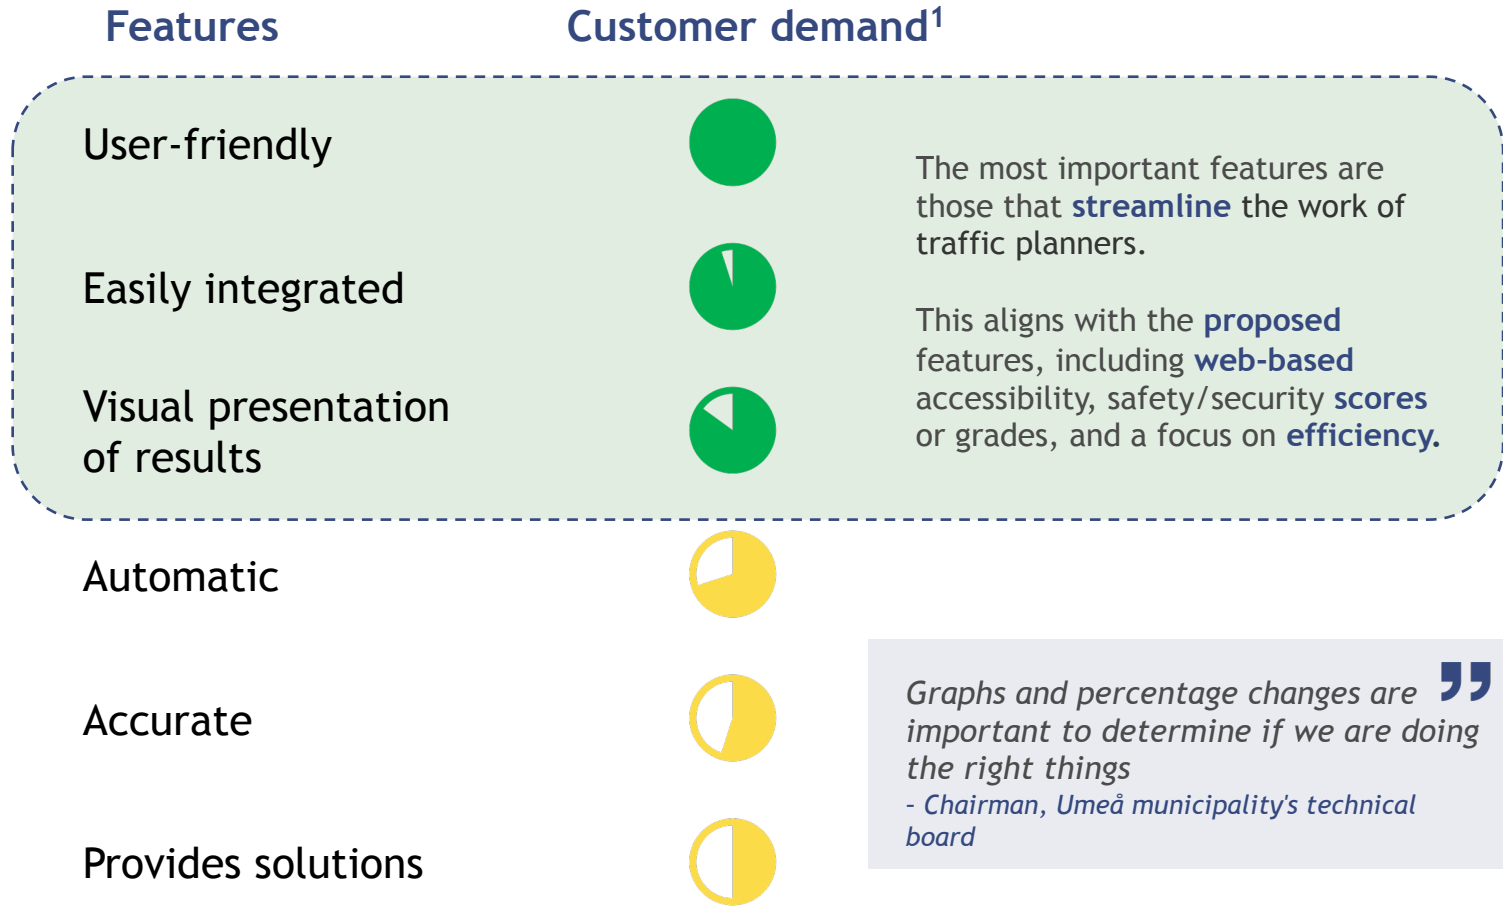 Features
Customer demand¹
User-friendly
Easily integrated
Visual presentation
of results
The most important features are
those that streamline the work of
traffic planners.
This aligns with the proposed
features, including web-based
accessibility, safety/security scores
or grades, and a focus on efficiency.
Automatic
Accurate
Provides solutions
Graphs and percentage changes are ”
important to determine if we are doing
the right things
– Chairman, Umeå municipality's technical
board